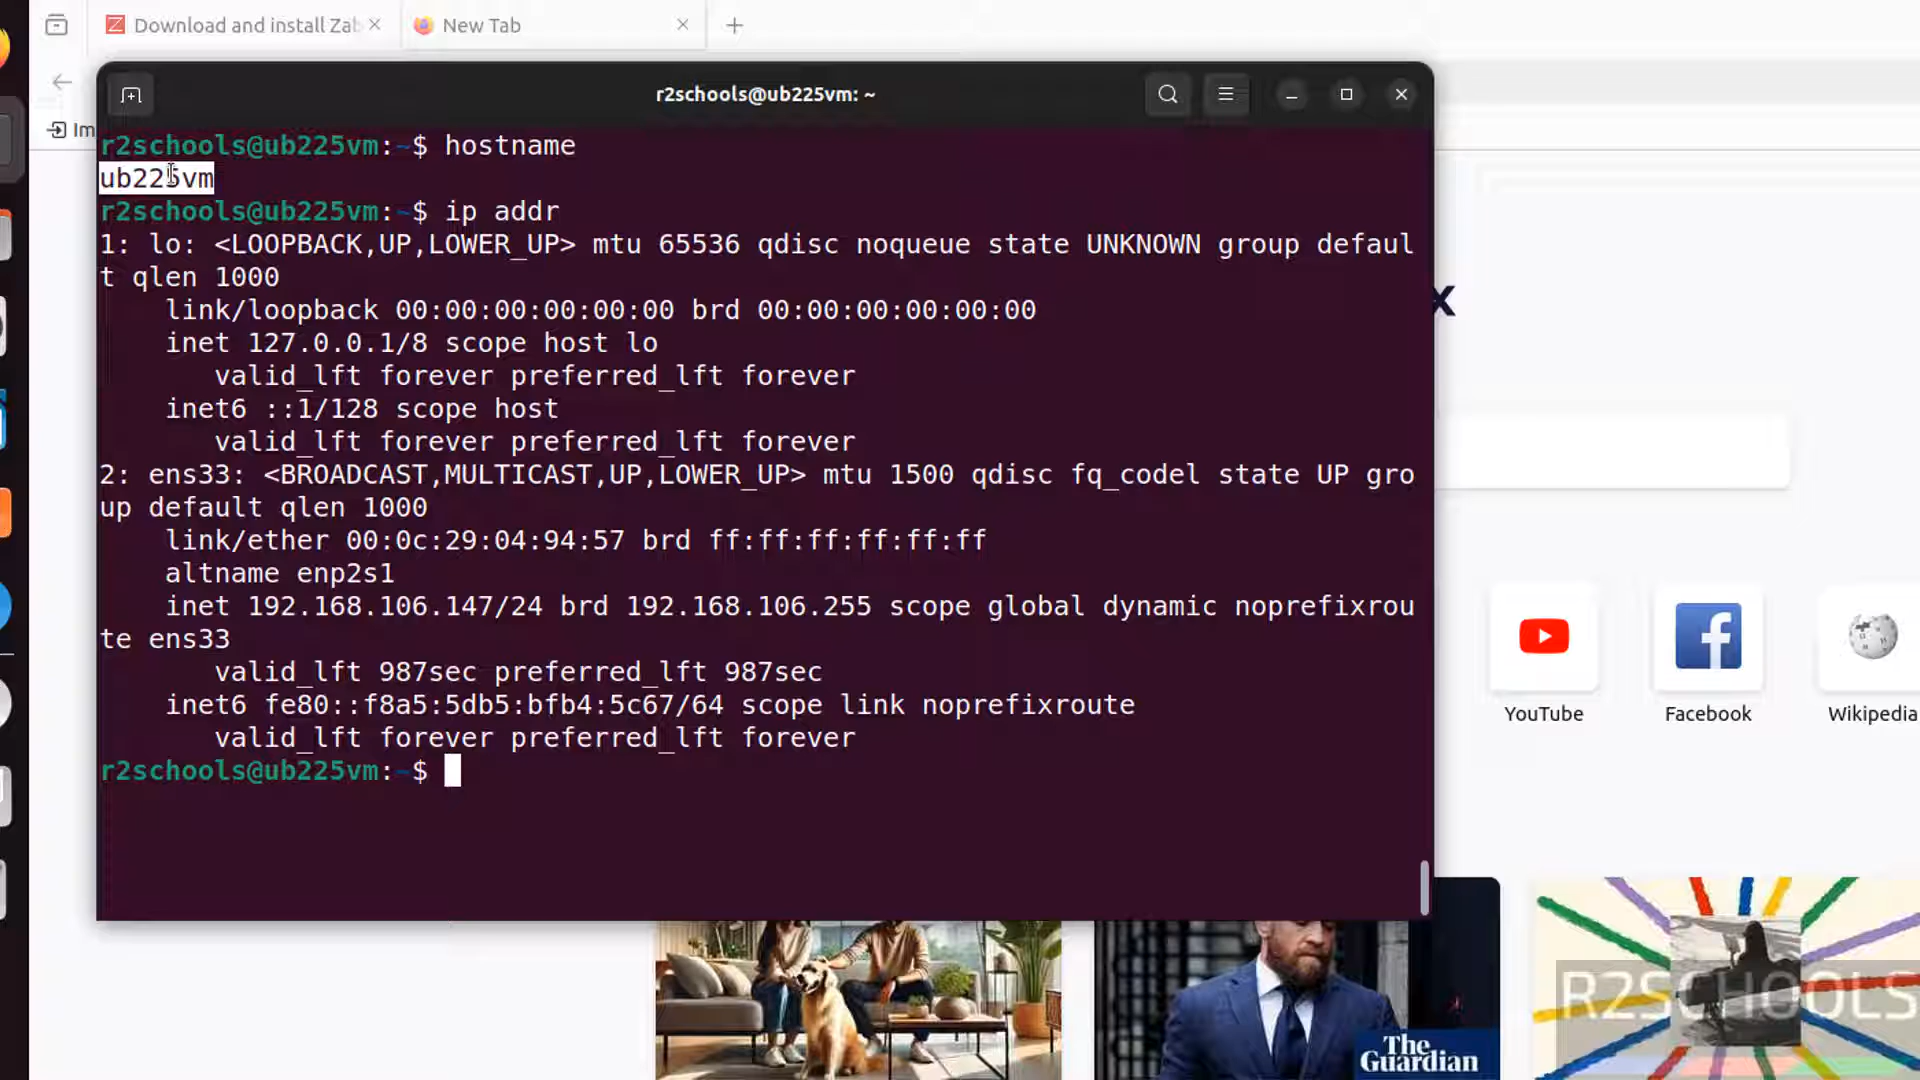 Download and install Zab
New Tab
r2schools@ub225vm: ~
Im
r2schools@ub225vm:~$ hostname
ub225vm
r2schools@ub225vm:~$ ip addr
1: lo: <LOOPBACK,UP,LOWER_UP> mtu 65536 qdisc noqueue state UNKNOWN group defaul
t qlen 1000
    link/loopback 00:00:00:00:00:00 brd 00:00:00:00:00:00
    inet 127.0.0.1/8 scope host lo
       valid_lft forever preferred_lft forever
    inet6 ::1/128 scope host
       valid_lft forever preferred_lft forever
2: ens33: <BROADCAST,MULTICAST,UP,LOWER_UP> mtu 1500 qdisc fq_codel state UP gro
up default qlen 1000
    link/ether 00:0c:29:04:94:57 brd ff:ff:ff:ff:ff:ff
    altname enp2s1
    inet 192.168.106.147/24 brd 192.168.106.255 scope global dynamic noprefixrou
te ens33
       valid_lft 987sec preferred_lft 987sec
    inet6 fe80::f8a5:5db5:bfb4:5c67/64 scope link noprefixroute
       valid_lft forever preferred_lft forever
r2schools@ub225vm:~$
x
YouTube
Facebook
Wikipedia
The
Guardian
R2SCHOOLS